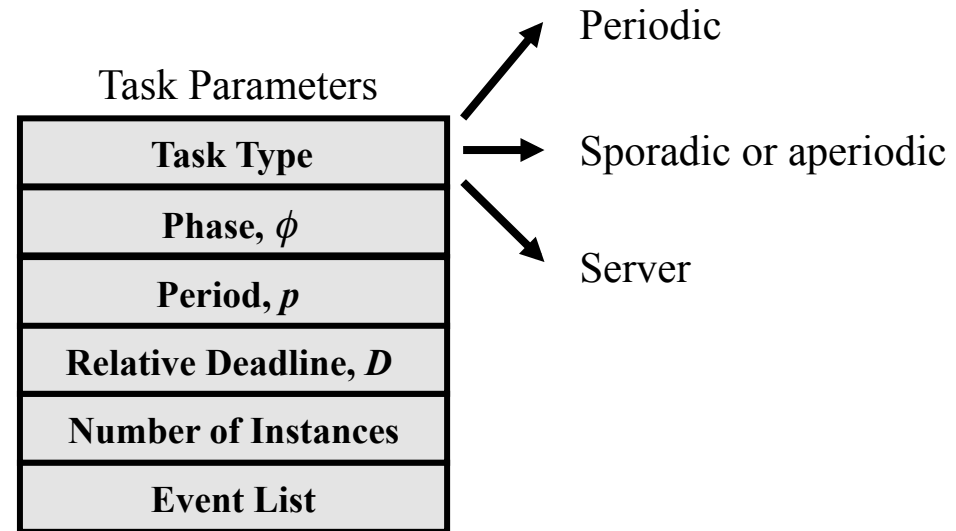 Task Parameters
Task Type
Phase, ϕ
Period, p
Relative Deadline, D
Number of Instances
Event List
Periodic
Sporadic or aperiodic
Server